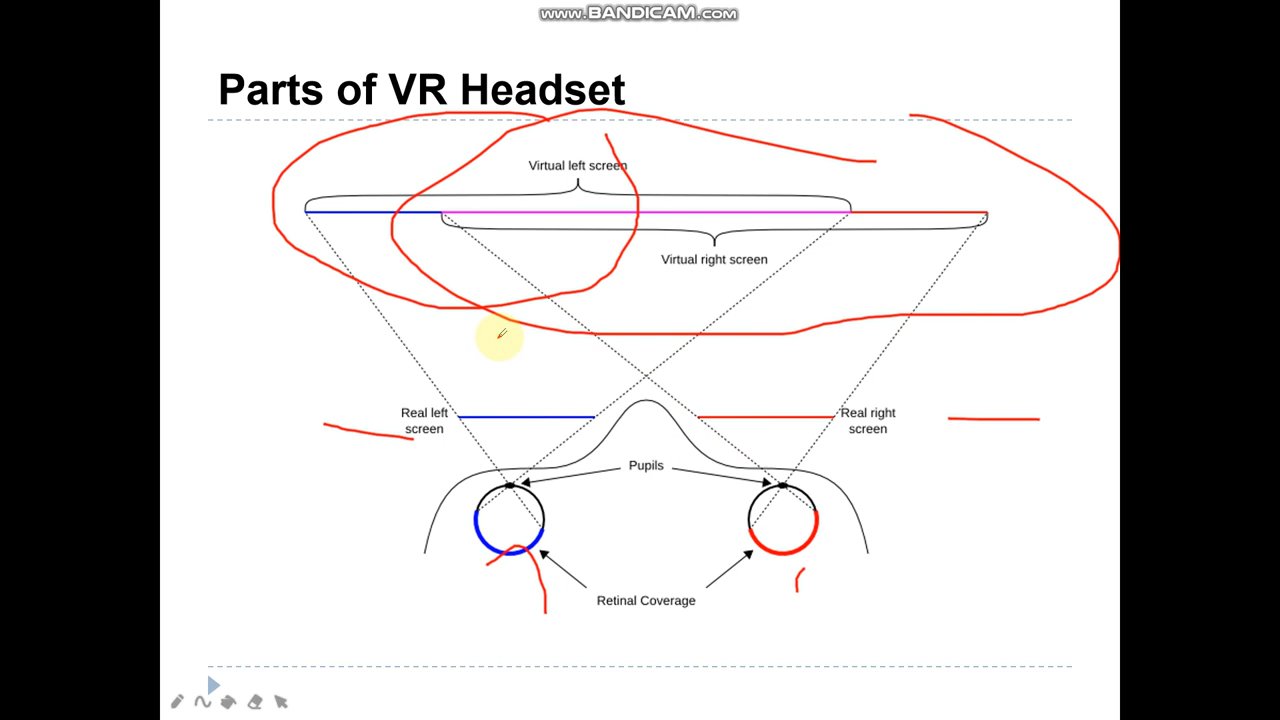 www.BANDICAM.com
Parts of VR Headset
Virtual left screen
Virtual right screen
Real left
screen
Real right
screen
Pupils
Retinal Coverage